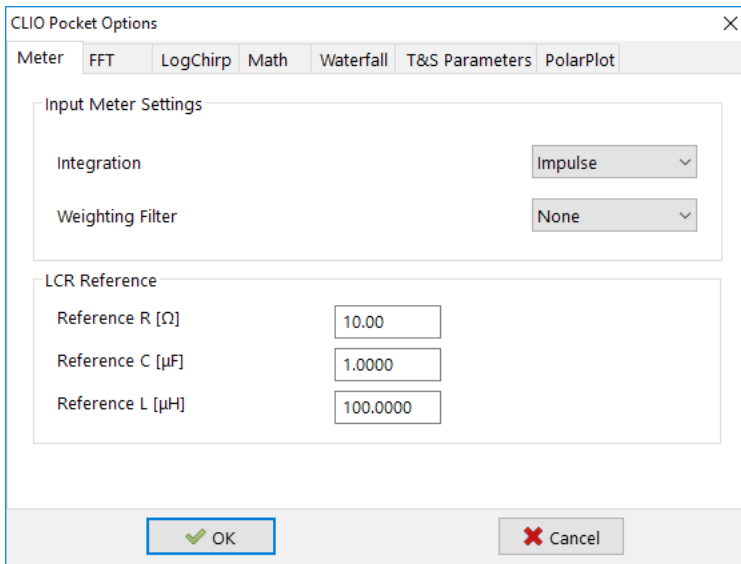 CLIO Pocket Options
Meter FFT LogChirp Math Waterfall T&S Parameters PolarPlot
Input Meter Settings
Integration Impulse
Weighting Filter None
LCR Reference
Reference R [Ω] 10.00
Reference C [µF] 1.0000
Reference L [µH] 100.0000
OK Cancel